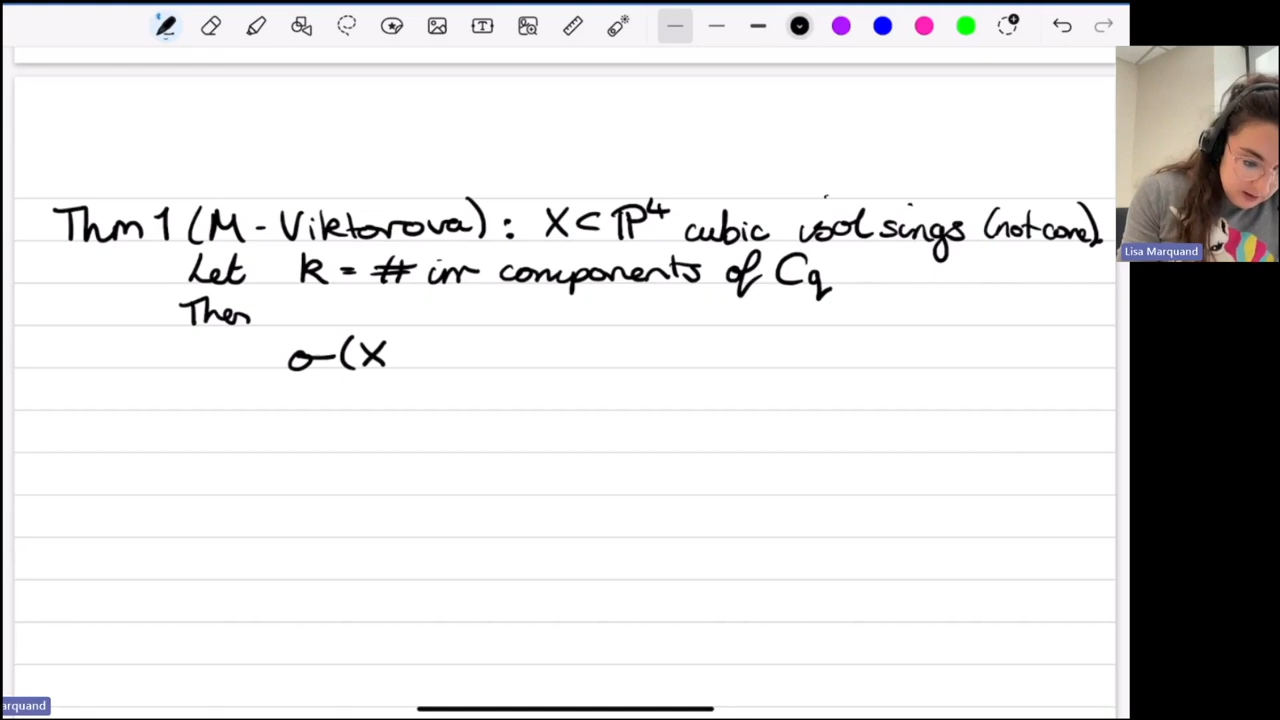 Thm 1 (M - Viktorova) : X ⊂ ℙ⁴ cubic isol sings (not cone).
Let k = # irr components of Cq
Then
σ(X
Lisa Marquand
arquand